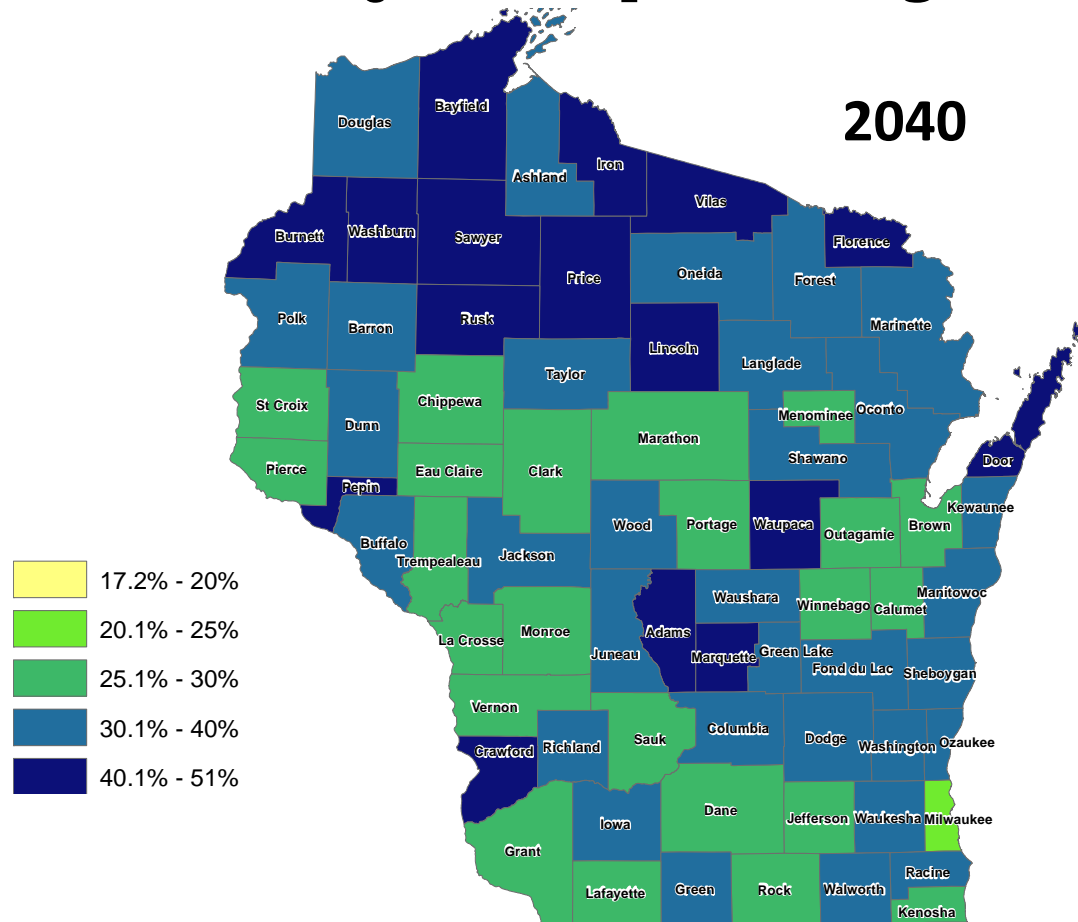 2040
Bayfield
Douglas
Iron
Ashland
Vilas
Burnett
Washburn
Sawyer
Florence
Price
Oneida
Forest
Polk
Barron
Rusk
Marinette
Lincoln
Langlade
Taylor
St Croix
Chippewa
Menominee
Oconto
Dunn
Marathon
Pierce
Eau Claire
Clark
Shawano
Door
Pepin
Kewaunee
Wood
Portage
Waupaca
Outagamie
Brown
Buffalo
Trempealeau
Jackson
17.2% - 20%
20.1% - 25%
25.1% - 30%
30.1% - 40%
40.1% - 51%
Waushara
Winnebago
Calumet
Manitowoc
La Crosse
Monroe
Adams
Juneau
Marquette
Green Lake
Fond du Lac
Sheboygan
Vernon
Crawford
Richland
Sauk
Columbia
Dodge
Washington
Ozaukee
Iowa
Dane
Jefferson
Waukesha
Milwaukee
Grant
Lafayette
Green
Rock
Walworth
Racine
Kenosha